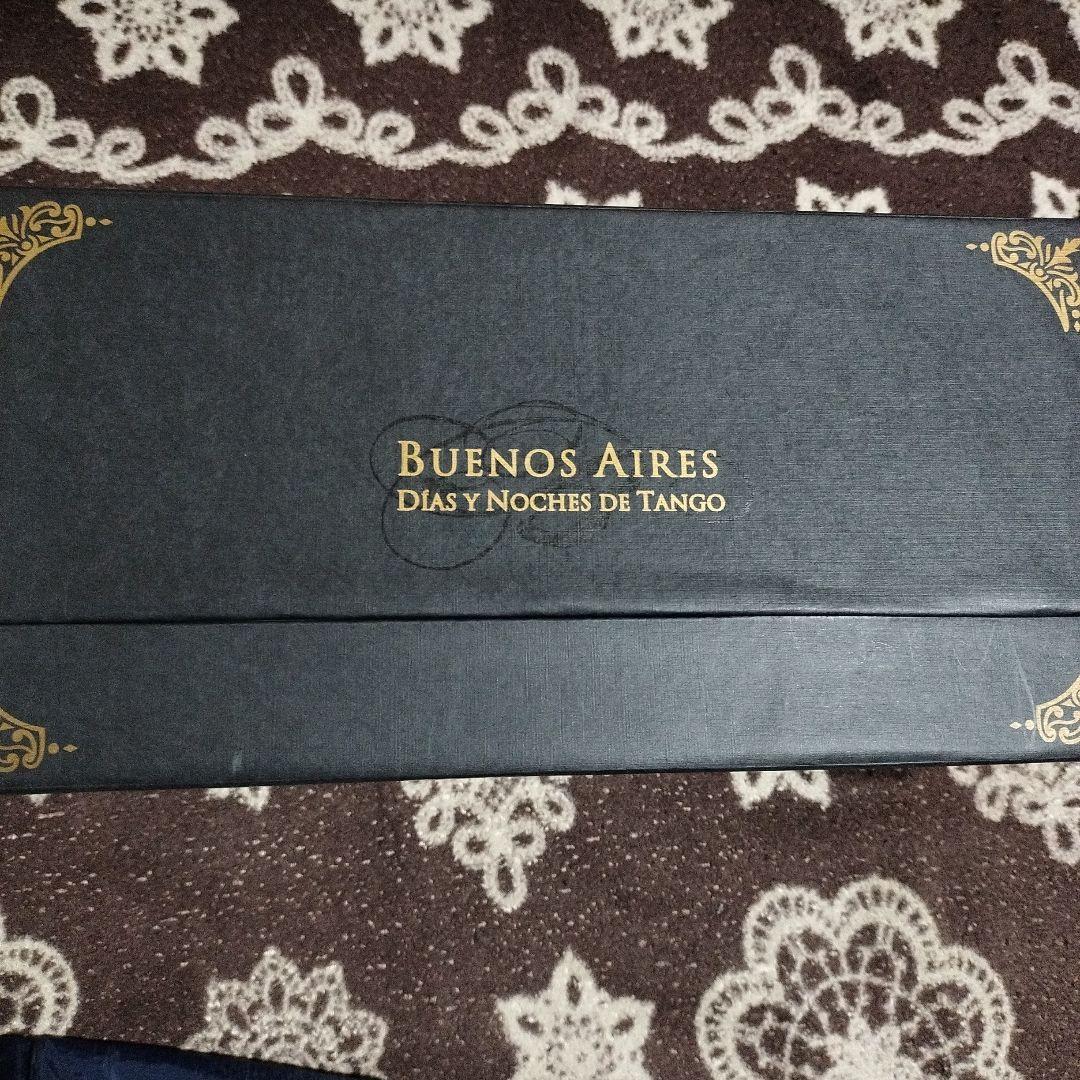 BUENOS AIRES
DÍAS Y NOCHES DE TANGO